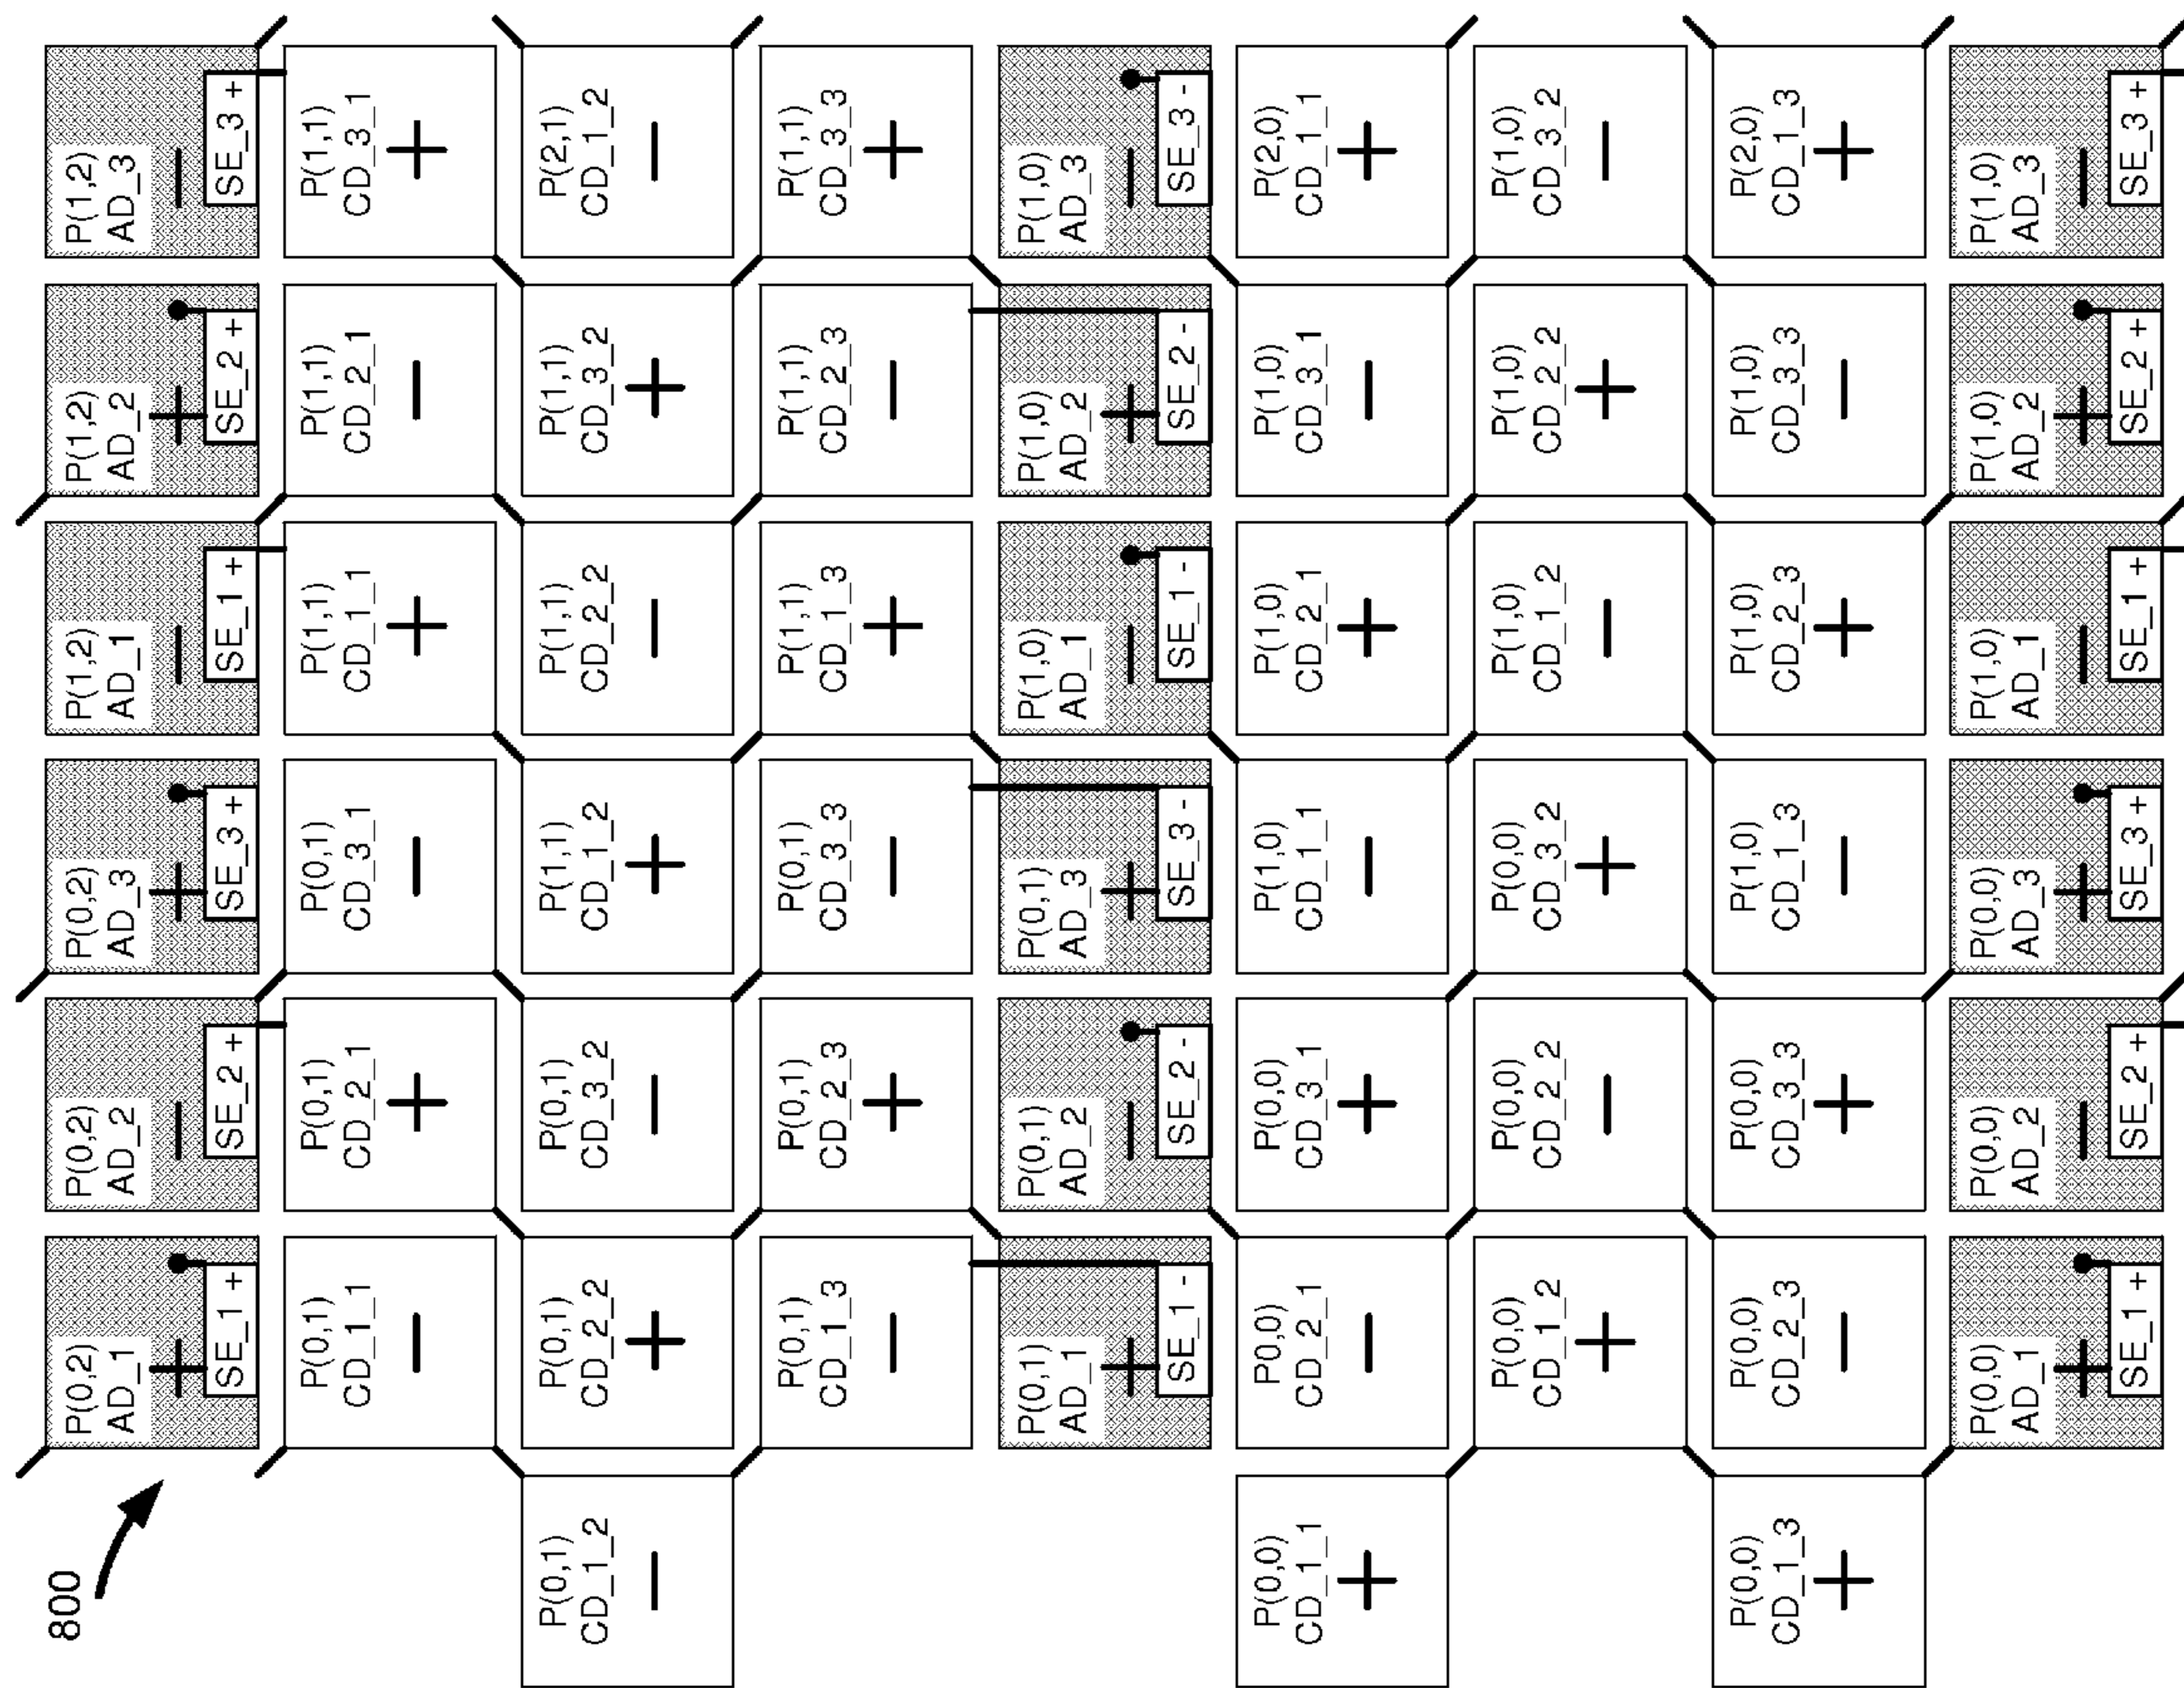 800
P(0,2)
AD_1
+
SE_1 +
P(0,2)
AD_2
−
SE_2 +
P(0,2)
AD_3
+
SE_3 +
P(1,2)
AD_1
−
SE_1 +
P(1,2)
AD_2
+
SE_2 +
P(1,2)
AD_3
−
SE_3 +
P(0,1)
CD_1_1
−
P(0,1)
CD_2_1
+
P(0,1)
CD_3_1
−
P(1,1)
CD_1_1
+
P(1,1)
CD_2_1
−
P(1,1)
CD_3_1
+
P(0,1)
CD_1_2
−
P(0,1)
CD_2_2
+
P(0,1)
CD_3_2
−
P(1,1)
CD_1_2
+
P(1,1)
CD_2_2
−
P(1,1)
CD_3_2
+
P(2,1)
CD_1_2
−
P(0,1)
CD_1_3
−
P(0,1)
CD_2_3
+
P(0,1)
CD_3_3
−
P(1,1)
CD_1_3
+
P(1,1)
CD_2_3
−
P(1,1)
CD_3_3
+
P(0,1)
AD_1
+
SE_1 -
P(0,1)
AD_2
−
SE_2 -
P(0,1)
AD_3
+
SE_3 -
P(1,0)
AD_1
−
SE_1 -
P(1,0)
AD_2
+
SE_2 -
P(1,0)
AD_3
−
SE_3 -
P(0,0)
CD_1_1
+
P0,0)
CD_2_1
−
P(0,0)
CD_3_1
+
P(1,0)
CD_1_1
−
P(1,0)
CD_2_1
+
P(1,0)
CD_3_1
−
P(2,0)
CD_1_1
+
P(0,0)
CD_1_2
+
P(0,0)
CD_2_2
−
P(0,0)
CD_3_2
+
P(1,0)
CD_1_2
−
P(1,0)
CD_2_2
+
P(1,0)
CD_3_2
−
P(0,0)
CD_1_3
+
P(0,0)
CD_2_3
−
P(0,0)
CD_3_3
+
P(1,0)
CD_1_3
−
P(1,0)
CD_2_3
+
P(1,0)
CD_3_3
−
P(2,0)
CD_1_3
+
P(0,0)
AD_1
+
SE_1 +
P(0,0)
AD_2
−
SE_2 +
P(0,0)
AD_3
+
SE_3 +
P(1,0)
AD_1
−
SE_1 +
P(1,0)
AD_2
+
SE_2 +
P(1,0)
AD_3
−
SE_3 +